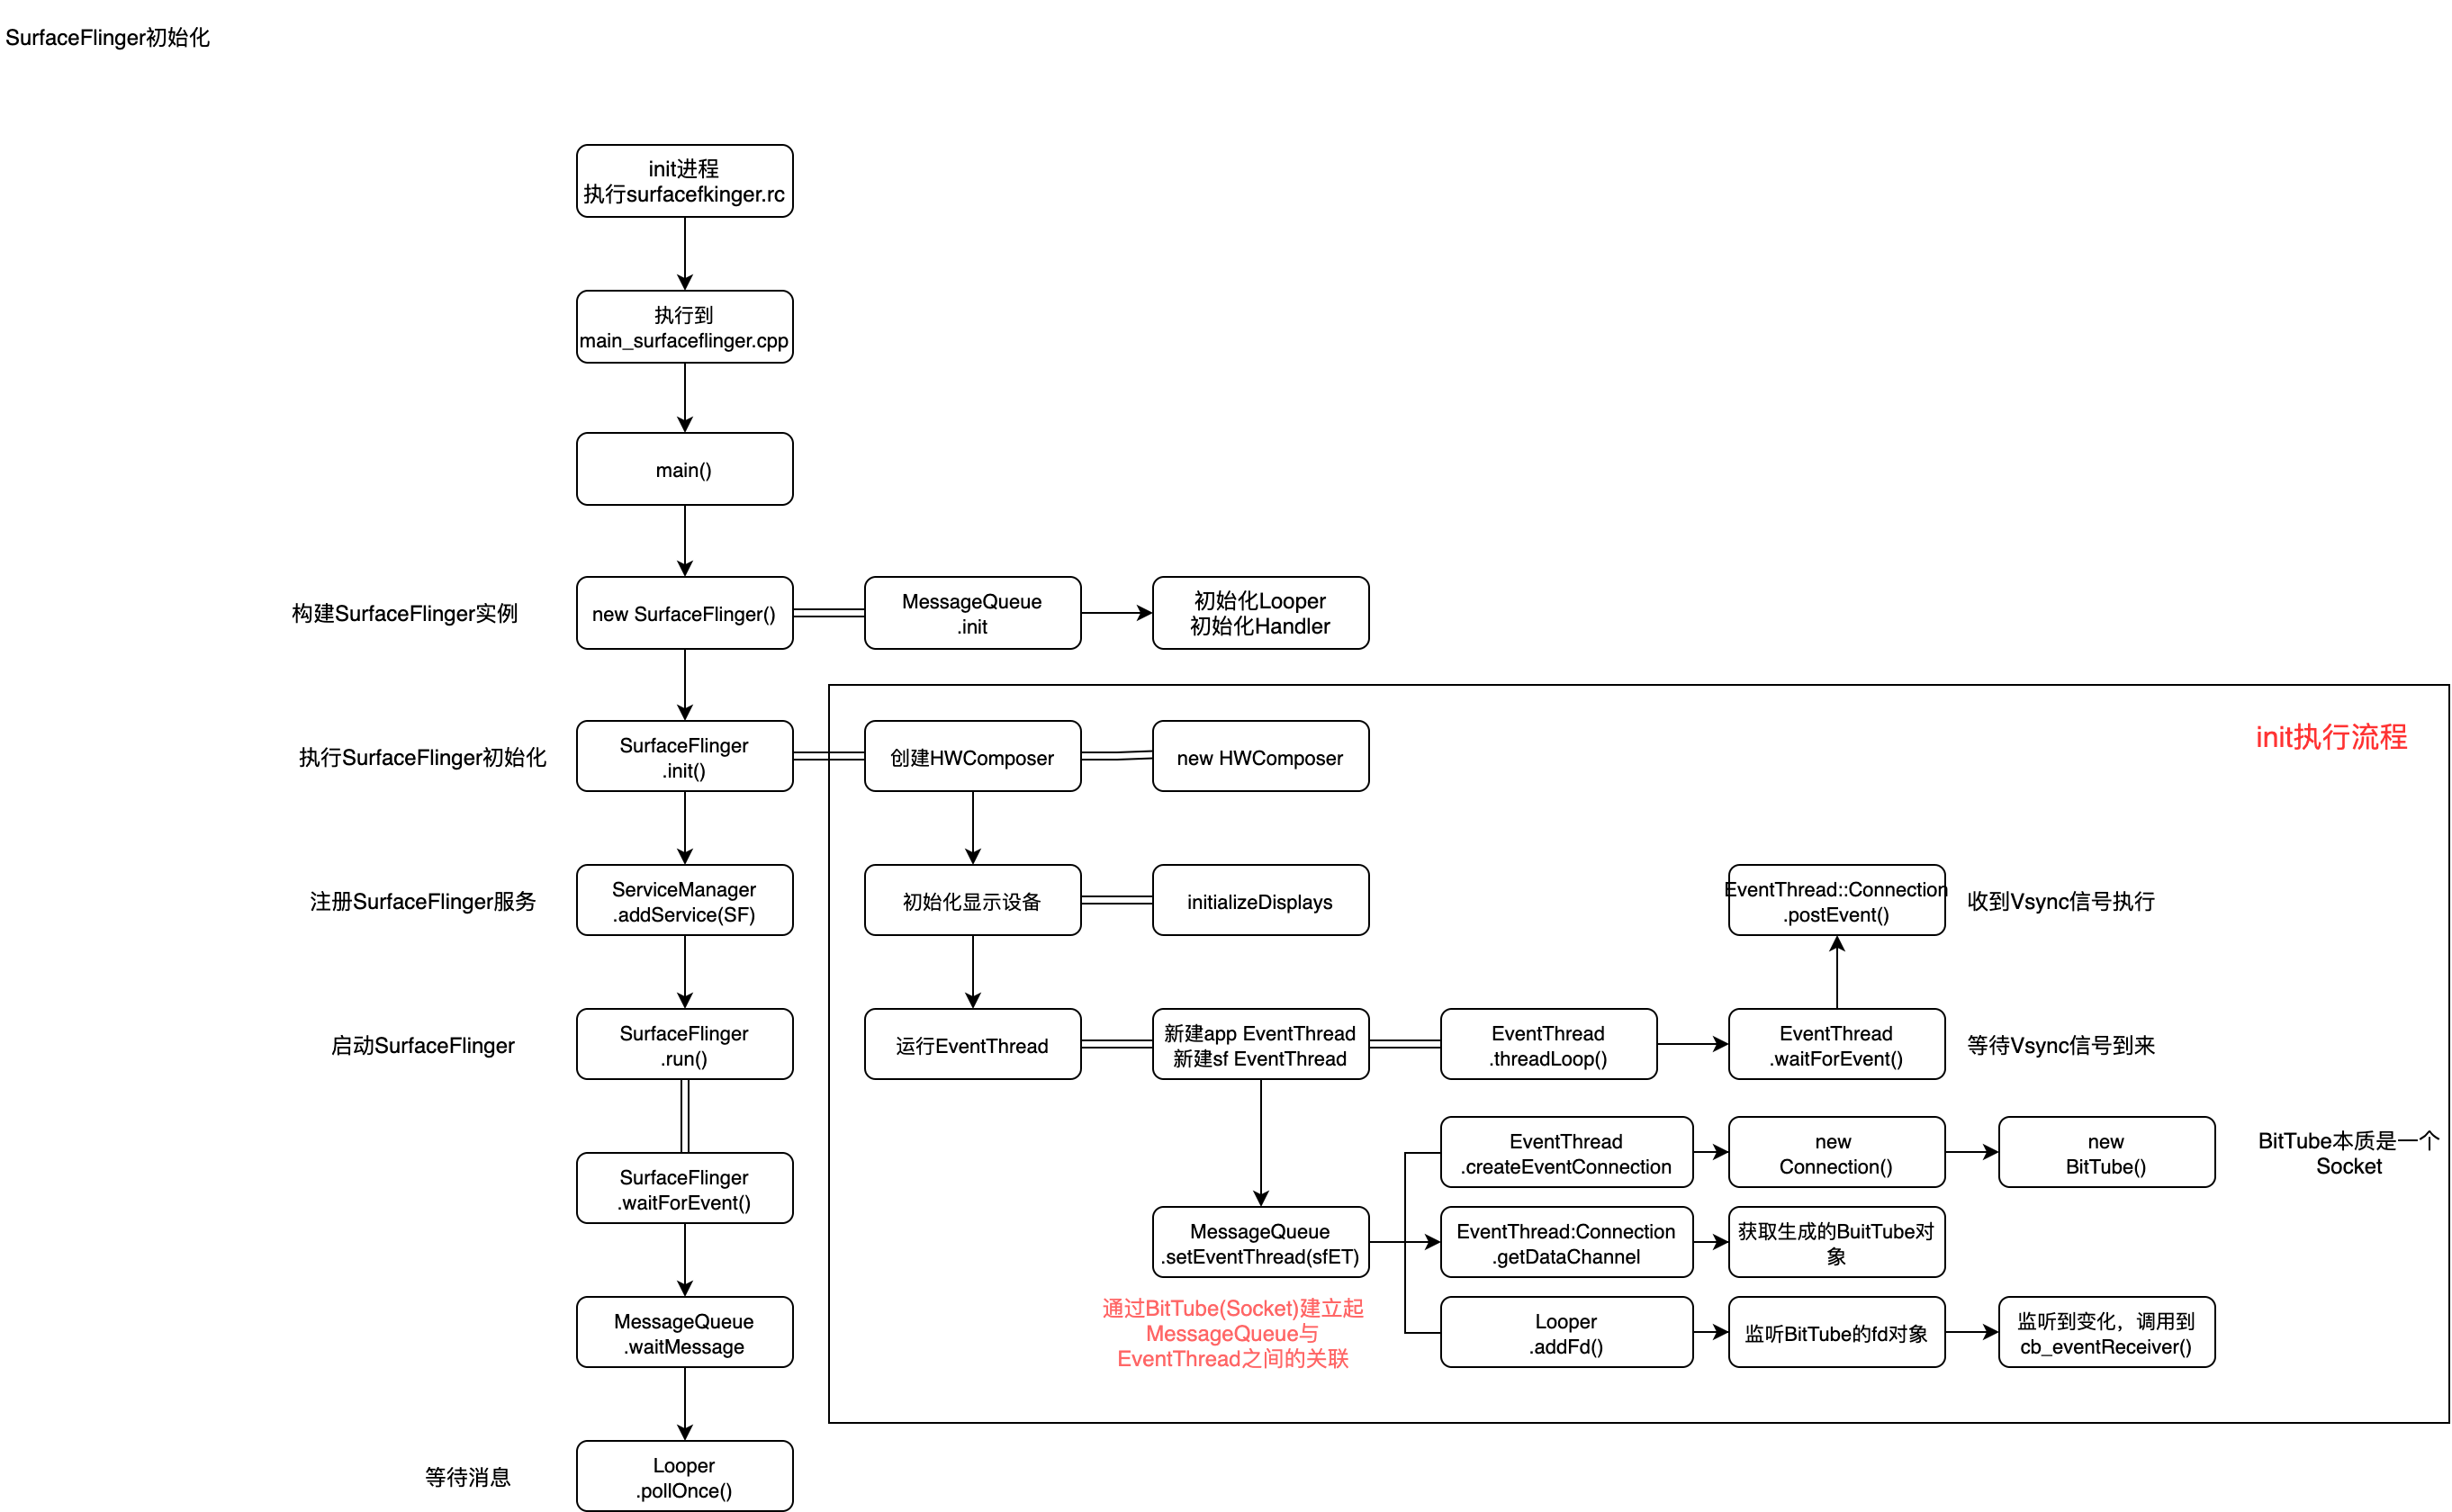 SurfaceFlinger初始化
init进程
执行surfacefkinger.rc
执行到
main_surfaceflinger.cpp
main()
构建SurfaceFlinger实例
new SurfaceFlinger()
MessageQueue
.init
初始化Looper
初始化Handler
init执行流程
执行SurfaceFlinger初始化
SurfaceFlinger
.init()
创建HWComposer
new HWComposer
注册SurfaceFlinger服务
ServiceManager
.addService(SF)
初始化显示设备
initializeDisplays
EventThread::Connection
.postEvent()
收到Vsync信号执行
启动SurfaceFlinger
SurfaceFlinger
.run()
运行EventThread
新建app EventThread
新建sf EventThread
EventThread
.threadLoop()
EventThread
.waitForEvent()
等待Vsync信号到来
SurfaceFlinger
.waitForEvent()
EventThread
.createEventConnection
new
Connection()
new
BitTube()
BitTube本质是一个
Socket
MessageQueue
.setEventThread(sfET)
EventThread:Connection
.getDataChannel
获取生成的BuitTube对
象
通过BitTube(Socket)建立起
MessageQueue与
EventThread之间的关联
MessageQueue
.waitMessage
Looper
.addFd()
监听BitTube的fd对象
监听到变化，调用到
cb_eventReceiver()
等待消息
Looper
.pollOnce()